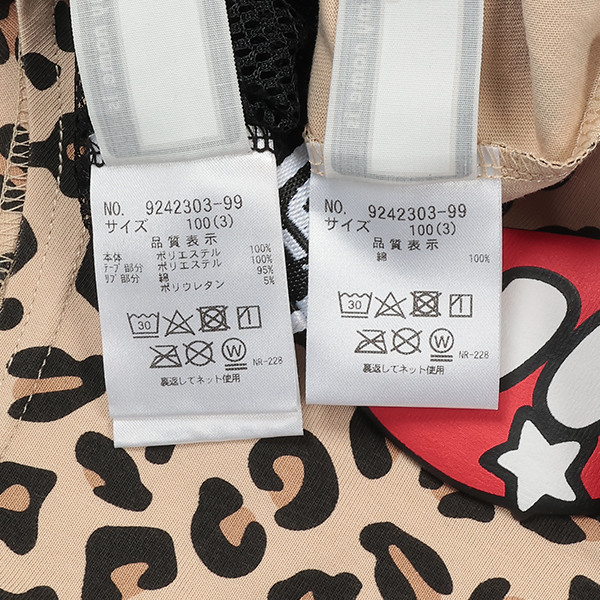 NO. 9242303-99
サイズ 100(3)
品質表示
本体 ポリエステル 100%
テープ部分 ポリエステル 100%
リブ部分 綿 95%
ポリウレタン 5%
30
W
NR-228
裏返してネット使用
NO. 9242303-99
サイズ 100(3)
品質表示
綿 100%
30
W
NR-228
裏返してネット使用